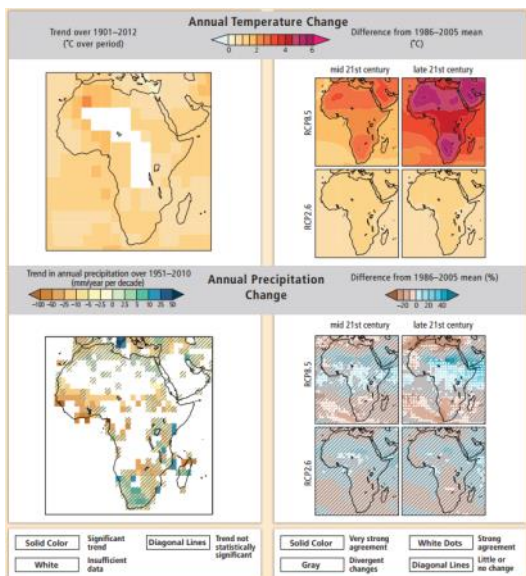 Annual Temperature Change
Trend over 1901–2012
(°C over period)
0 2 4 6
Difference from 1986–2005 mean
(°C)
mid 21st century
late 21st century
RCP8.5
RCP2.6
Trend in annual precipitation over 1951–2010
(mm/year per decade)
-100 -50 -25 -10 -5 -2.5 0 2.5 5 10 25 50
Annual Precipitation
Change
Difference from 1986–2005 mean (%)
-20 0 20 40
mid 21st century
late 21st century
RCP8.5
RCP2.6
Solid Color
Significant
trend
Diagonal Lines
Trend not
statistically
significant
White
Insufficient
data
Solid Color
Very strong
agreement
White Dots
Strong
agreement
Gray
Divergent
changes
Diagonal Lines
Little or
no change